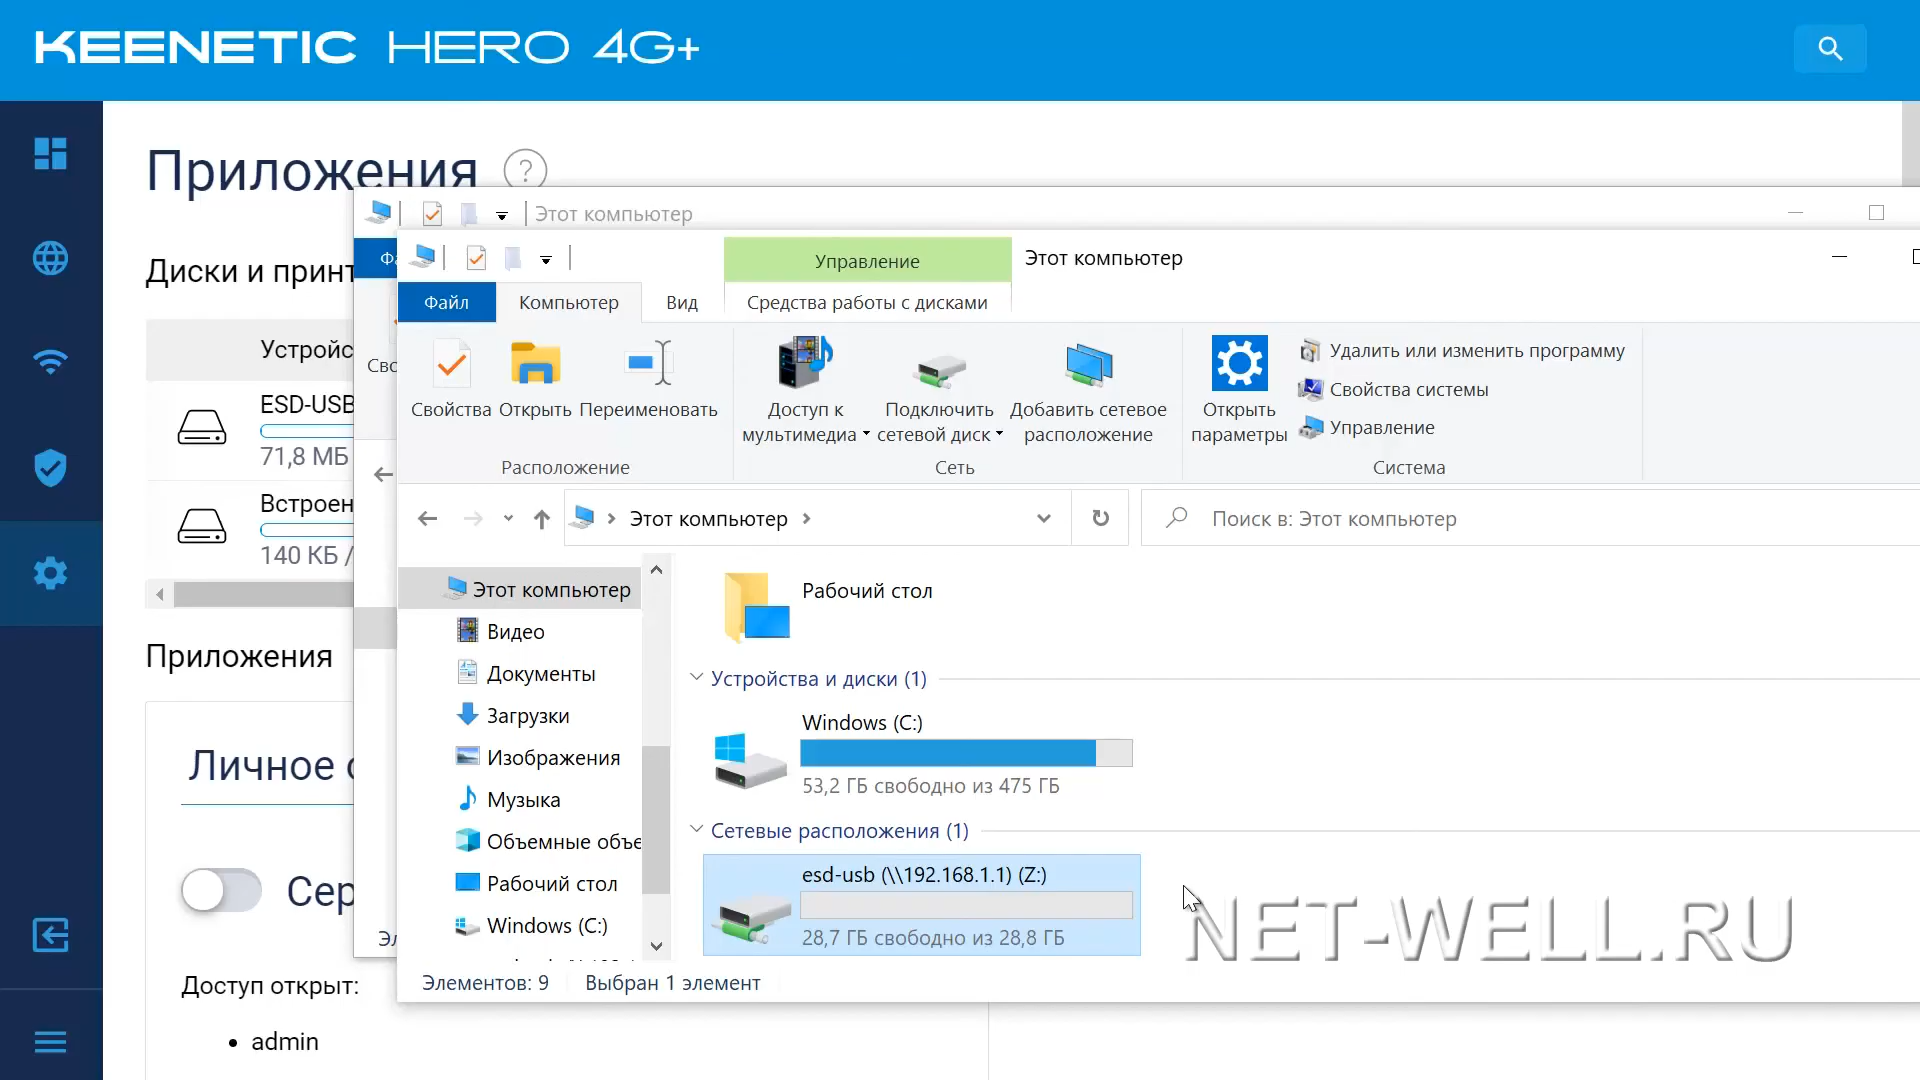 KEENETIC HERO 4G+
Приложения ?
Диски и принт
Устройс
ESD-USB
71,8 МБ
Встроен
140 КБ /
Приложения
Личное
Сер
Доступ открыт:
admin
Этот компьютер
Управление
Этот компьютер
Файл
Компьютер
Вид
Средства работы с дисками
Свойства
Открыть
Переименовать
Расположение
Доступ к
мультимедиа
Подключить
сетевой диск
Добавить сетевое
расположение
Сеть
Открыть
параметры
Удалить или изменить программу
Свойства системы
Управление
Система
Этот компьютер
Поиск в: Этот компьютер
Этот компьютер
Видео
Документы
Загрузки
Изображения
Музыка
Объемные объе
Рабочий стол
Windows (C:)
Рабочий стол
Устройства и диски (1)
Windows (C:)
53,2 ГБ свободно из 475 ГБ
Сетевые расположения (1)
esd-usb (\\192.168.1.1) (Z:)
28,7 ГБ свободно из 28,8 ГБ
Элементов: 9
Выбран 1 элемент
NET-WELL.RU